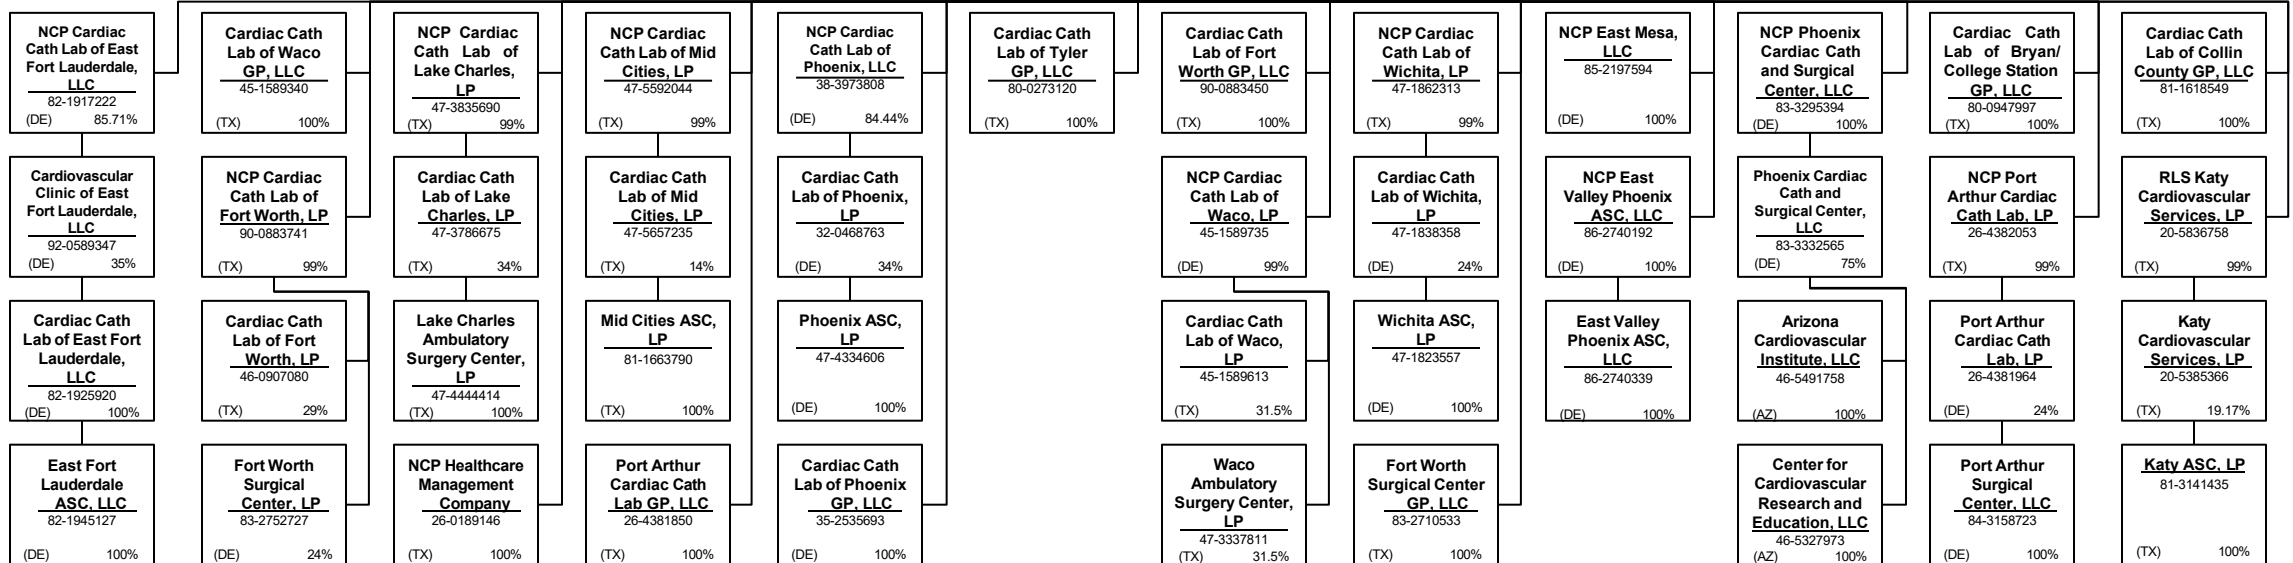 NCP Cardiac
Cath Lab of East
Fort Lauderdale,
LLC
82-1917222
(DE) 85.71%
Cardiac Cath
Lab of Waco
GP, LLC
45-1589340
(TX) 100%
NCP Cardiac
Cath Lab of
Lake Charles,
LP
47-3835690
(TX) 99%
NCP Cardiac
Cath Lab of Mid
Cities, LP
47-5592044
(TX) 99%
NCP Cardiac
Cath Lab of
Phoenix, LLC
38-3973808
(DE) 84.44%
Cardiac Cath
Lab of Tyler
GP, LLC
80-0273120
(TX) 100%
Cardiac Cath
Lab of Fort
Worth GP, LLC
90-0883450
(TX) 100%
NCP Cardiac
Cath Lab of
Wichita, LP
47-1862313
(TX) 99%
NCP East Mesa,
LLC
85-2197594
(DE) 100%
NCP Phoenix
Cardiac Cath
and Surgical
Center, LLC
83-3295394
(DE) 100%
Cardiac Cath
Lab of Bryan/
College Station
GP, LLC
80-0947997
(TX) 100%
Cardiac Cath
Lab of Collin
County GP, LLC
81-1618549
(TX) 100%
Cardiovascular
Clinic of East
Fort Lauderdale,
LLC
92-0589347
(DE) 35%
NCP Cardiac
Cath Lab of
Fort Worth, LP
90-0883741
(TX) 99%
Cardiac Cath
Lab of Lake
Charles, LP
47-3786675
(TX) 34%
Cardiac Cath
Lab of Mid
Cities, LP
47-5657235
(TX) 14%
Cardiac Cath
Lab of Phoenix,
LP
32-0468763
(DE) 34%
NCP Cardiac
Cath Lab of
Waco, LP
45-1589735
(DE) 99%
Cardiac Cath
Lab of Wichita,
LP
47-1838358
(DE) 24%
NCP East
Valley Phoenix
ASC, LLC
86-2740192
(DE) 100%
Phoenix Cardiac
Cath and
Surgical Center,
LLC
83-3332565
(DE) 75%
NCP Port
Arthur Cardiac
Cath Lab, LP
26-4382053
(TX) 99%
RLS Katy
Cardiovascular
Services, LP
20-5836758
(TX) 99%
Cardiac Cath
Lab of East Fort
Lauderdale,
LLC
82-1925920
(DE) 100%
Cardiac Cath
Lab of Fort
Worth, LP
46-0907080
(TX) 29%
Lake Charles
Ambulatory
Surgery Center,
LP
47-4444414
(TX) 100%
Mid Cities ASC,
LP
81-1663790
(TX) 100%
Phoenix ASC,
LP
47-4334606
(DE) 100%
Cardiac Cath
Lab of Waco,
LP
45-1589613
(TX) 31.5%
Wichita ASC,
LP
47-1823557
(DE) 100%
East Valley
Phoenix ASC,
LLC
86-2740339
(DE) 100%
Arizona
Cardiovascular
Institute, LLC
46-5491758
(AZ) 100%
Port Arthur
Cardiac Cath
Lab, LP
26-4381964
(DE) 24%
Katy
Cardiovascular
Services, LP
20-5385366
(TX) 19.17%
East Fort
Lauderdale
ASC, LLC
82-1945127
(DE) 100%
Fort Worth
Surgical
Center, LP
83-2752727
(DE) 24%
NCP Healthcare
Management
Company
26-0189146
(TX) 100%
Port Arthur
Cardiac Cath
Lab GP, LLC
26-4381850
(TX) 100%
Cardiac Cath
Lab of Phoenix
GP, LLC
35-2535693
(DE) 100%
Waco
Ambulatory
Surgery Center,
LP
47-3337811
(TX) 31.5%
Fort Worth
Surgical Center
GP, LLC
83-2710533
(TX) 100%
Center for
Cardiovascular
Research and
Education, LLC
46-5327973
(AZ) 100%
Port Arthur
Surgical
Center, LLC
84-3158723
(DE) 100%
Katy ASC, LP
81-3141435
(TX) 100%